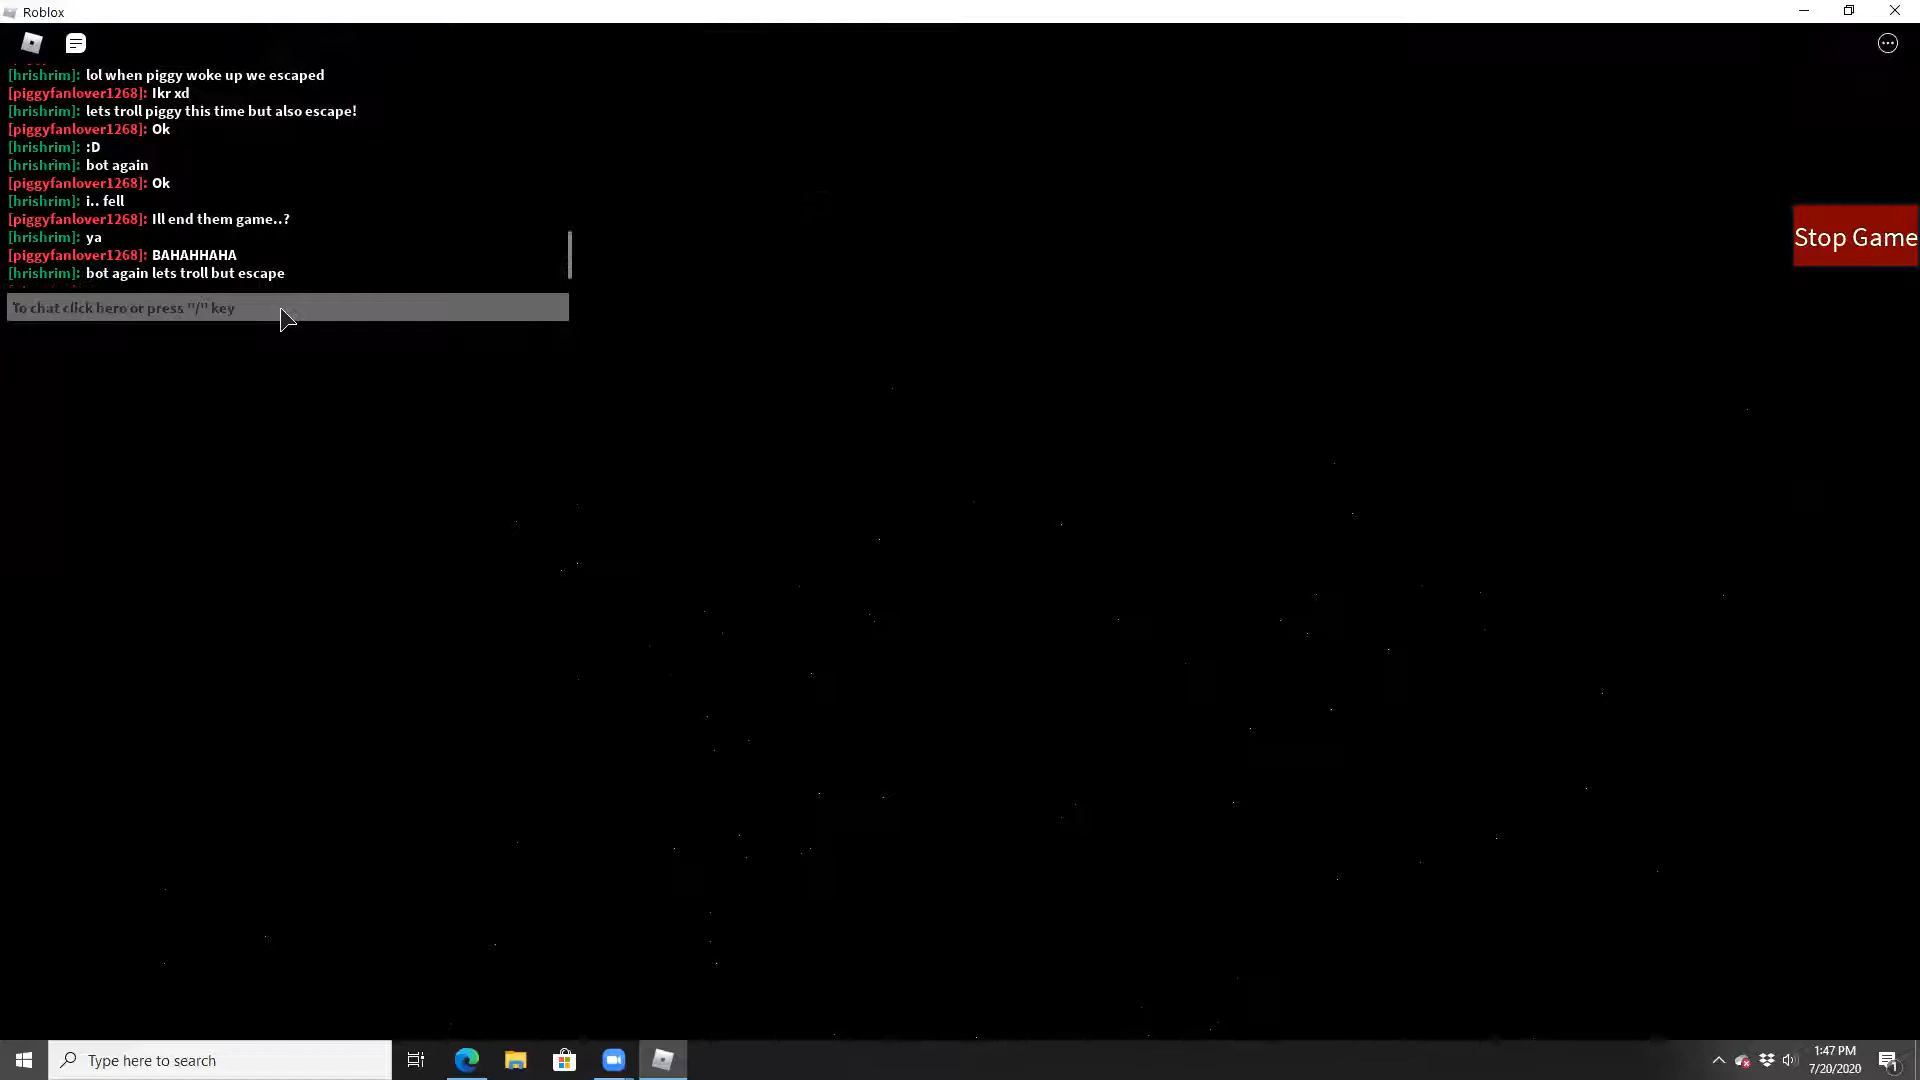 Roblox
[hrishrim]: lol when piggy woke up we escaped
[piggyfanlover1268]: Ikr xd
[hrishrim]: lets troll piggy this time but also escape!
[piggyfanlover1268]: Ok
[hrishrim]: :D
[hrishrim]: bot again
[piggyfanlover1268]: Ok
[hrishrim]: i.. fell
[piggyfanlover1268]: Ill end them game..?
[hrishrim]: ya
[piggyfanlover1268]: BAHAHHAHA
[hrishrim]: bot again lets troll but escape
To chat click here or press "/" key
Stop Game
Type here to search
1:47 PM
7/20/2020
1